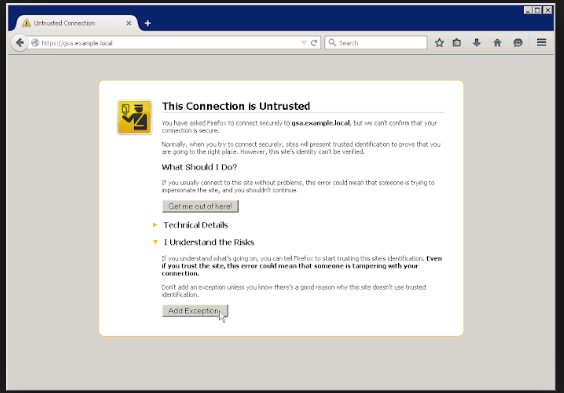 Untrusted Connection
https://gsa.example.local
Search
This Connection is Untrusted
You have asked Firefox to connect securely to gsa.example.local, but we can't confirm that your
connection is secure.
Normally, when you try to connect securely, sites will present trusted identification to prove that you
are going to the right place. However, this site's identity can't be verified.
What Should I Do?
If you usually connect to this site without problems, this error could mean that someone is trying to
impersonate the site, and you shouldn't continue.
Get me out of here!
Technical Details
I Understand the Risks
If you understand what's going on, you can tell Firefox to start trusting this site's identification. Even
if you trust the site, this error could mean that someone is tampering with your
connection.
Don't add an exception unless you know there's a good reason why this site doesn't use trusted
identification.
Add Exception...